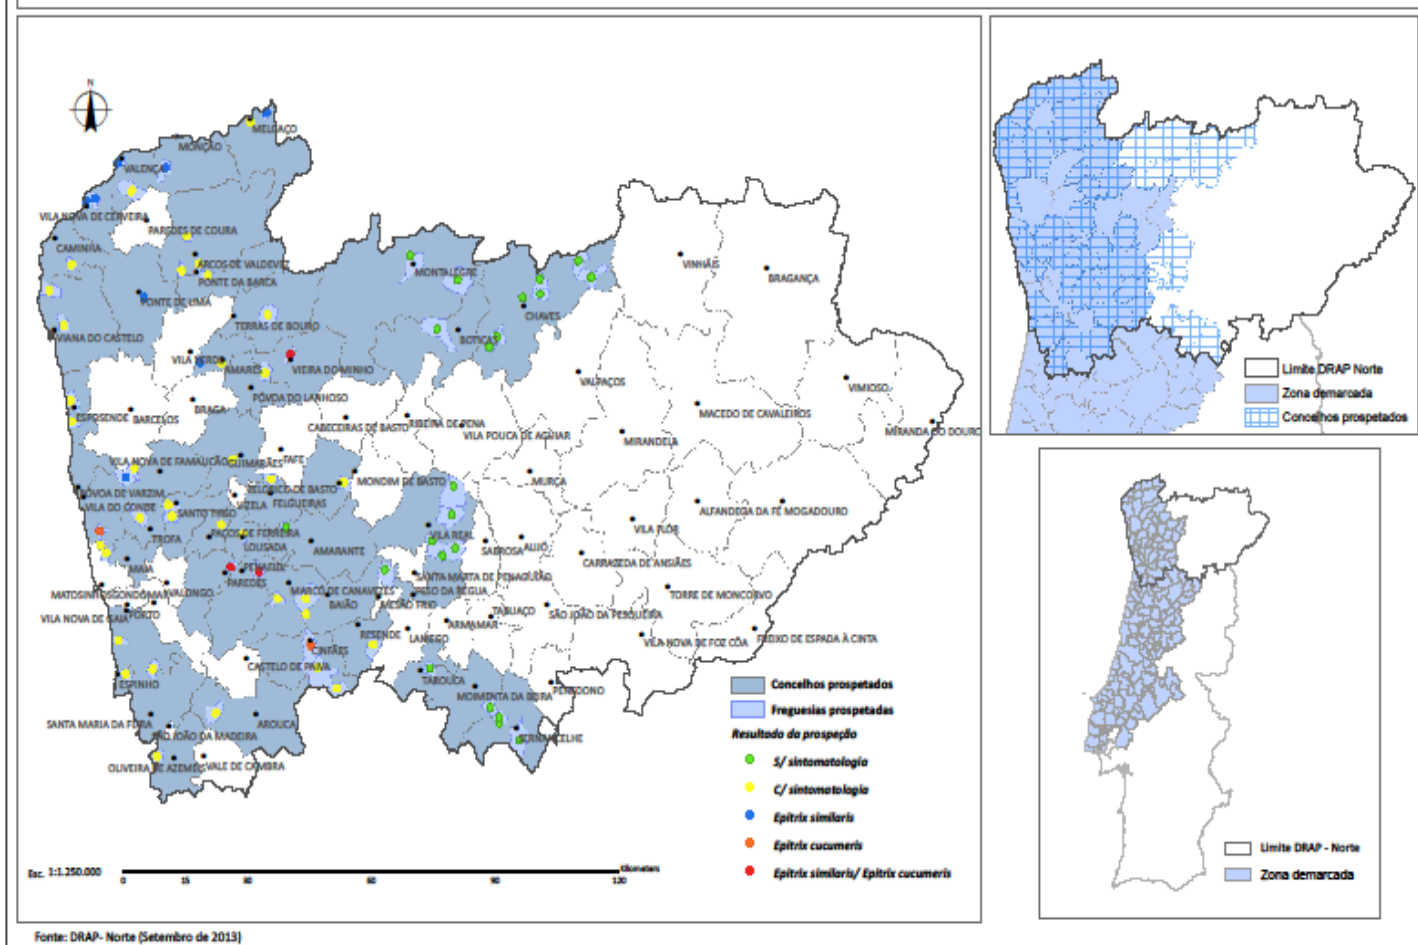 N
MELGAÇO
MONÇÃO
VALENÇA
VILA NOVA DE CERVEIRA
PAREDES DE COURA
CAMINHA
ARCOS DE VALDEVEZ
PONTE DA BARCA
PONTE DE LIMA
MONTALEGRE
CHAVES
VINHAIS
BRAGANÇA
VIANA DO CASTELO
TERRAS DE BOURO
BOTICAS
VILA VERDE
AMARES
VIEIRA DO MINHO
VALPAÇOS
VIMIOSO
PÓVOA DO LANHOSO
ESPOSENDE
BARCELOS
BRAGA
CABECEIRAS DE BASTO
RIBEIRA DE PENA
VILA POUCA DE AGUIAR
MACEDO DE CAVALEIROS
MIRANDELA
MIRANDA DO DOURO
VILA NOVA DE FAMALICÃO
GUIMARÃES
FAFE
MONDIM DE BASTO
MURÇA
CELORICO DE BASTO
FELGUEIRAS
PÓVOA DE VARZIM
VILA DO CONDE
SANTO TIRSO
VIZELA
ALFANDEGA DA FÉ
MOGADOURO
TROFA
PAÇOS DE FERREIRA
LOUSADA
AMARANTE
VILA REAL
SABROSA
ALIJÓ
VILA FLOR
CARRAZEDA DE ANSIÃES
MAIA
PENAFIEL
PAREDES
SANTA MARTA DE PENAGUIÃO
MATOSINHOS
GONDOMAR
VALONGO
MARCO DE CANAVEZES
BAIÃO
MESÃO FRIO
PESO DA RÉGUA
TORRE DE MONCORVO
VILA NOVA DE GAIA
PORTO
RESENDE
LAMEGO
ARMAMAR
TABUAÇO
SÃO JOÃO DA PESQUEIRA
VILA NOVA DE FOZ CÔA
FREIXO DE ESPADA À CINTA
CINFÃES
CASTELO DE PAIVA
ESPINHO
TAROUCA
MOIMENTA DA BEIRA
PENEDONO
SANTA MARIA DA FEIRA
SÃO JOÃO DA MADEIRA
AROUCA
SERNANCELHE
OLIVEIRA DE AZEMÉIS
VALE DE CAMBRA
Concelhos prospetados
Freguesias prospetadas
Resultado da prospeção
S/ sintomatologia
C/ sintomatologia
Epitrix similaris
Epitrix cucumeris
Epitrix similaris/ Epitrix cucumeris
Esc. 1:1.250.000
0 15 30 60 90 120
Kilometers
Limite DRAP Norte
Zona demarcada
Concelhos prospetados
Limite DRAP - Norte
Zona demarcada
Fonte: DRAP- Norte (Setembro de 2013)